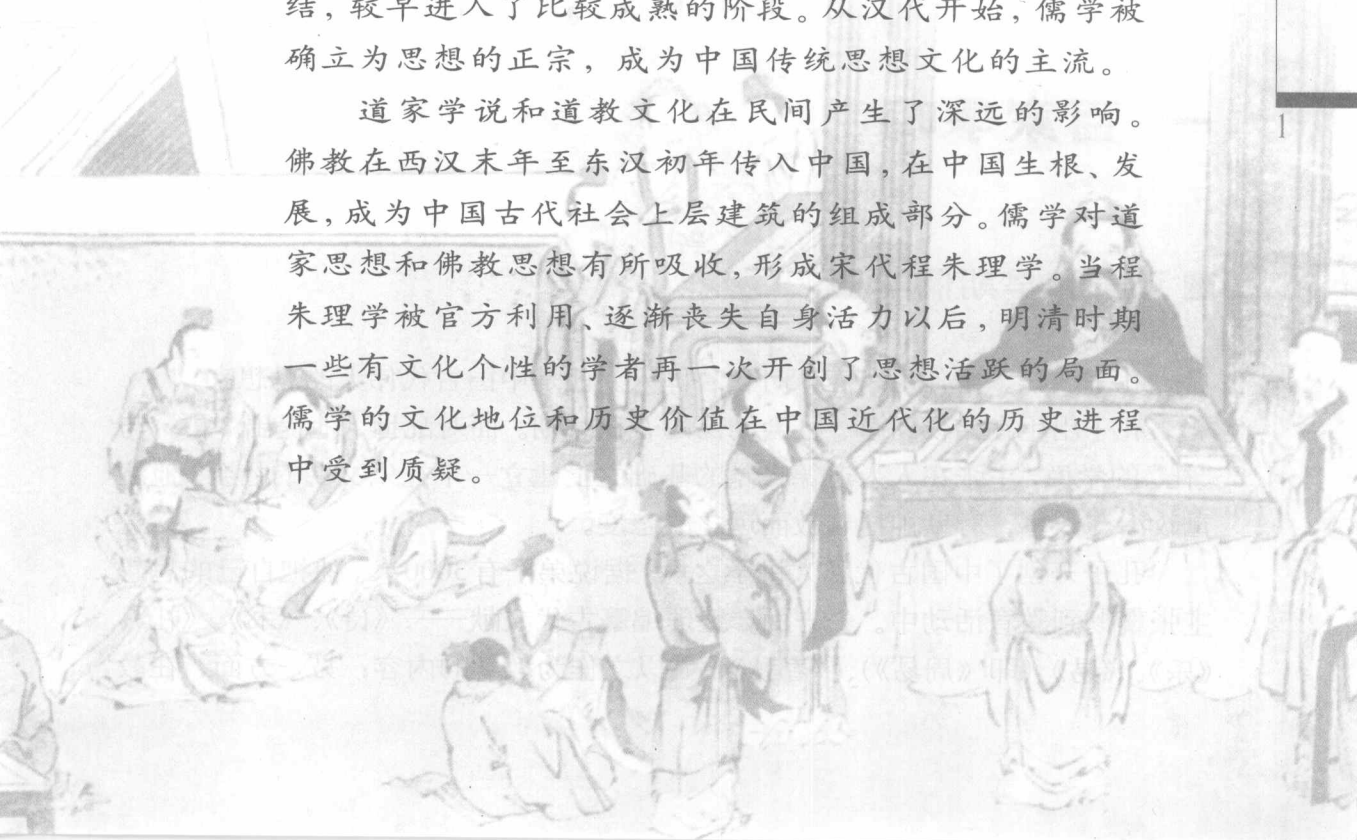 结，较早进入了比较成熟的阶段。从汉代开始，儒学被
确立为思想的正宗，成为中国传统思想文化的主流。
道家学说和道教文化在民间产生了深远的影响。
佛教在西汉末年至东汉初年传入中国，在中国生根、发
展，成为中国古代社会上层建筑的组成部分。儒学对道
家思想和佛教思想有所吸收，形成宋代程朱理学。当程
朱理学被官方利用、逐渐丧失自身活力以后，明清时期
一些有文化个性的学者再一次开创了思想活跃的局面。
儒学的文化地位和历史价值在中国近代化的历史进程
中受到质疑。
1